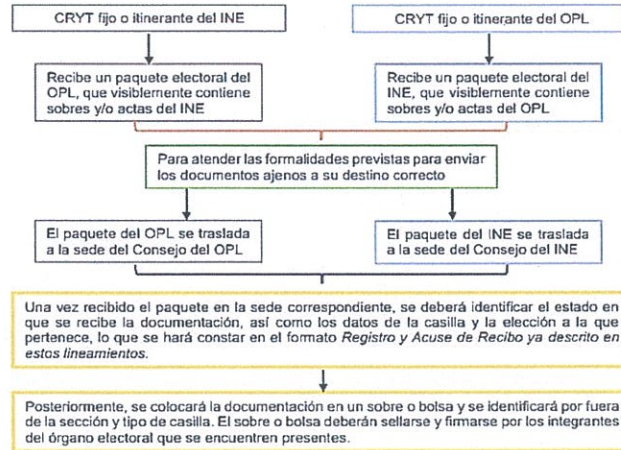 CRYT fijo o itinerante del INE
CRYT fijo o itinerante del OPL
Recibe un paquete electoral del
OPL, que visiblemente contiene
sobres y/o actas del INE
Recibe un paquete electoral del
INE, que visiblemente contiene
sobres y/o actas del OPL
Para atender las formalidades previstas para enviar
los documentos ajenos a su destino correcto
El paquete del OPL se traslada
a la sede del Consejo del OPL
El paquete del INE se traslada
a la sede del Consejo del INE
Una vez recibido el paquete en la sede correspondiente, se deberá identificar el estado en
que se recibe la documentación, así como los datos de la casilla y la elección a la que
pertenece, lo que se hará constar en el formato Registro y Acuse de Recibo ya descrito en
estos lineamientos.
Posteriormente, se colocará la documentación en un sobre o bolsa y se identificará por fuera
de la sección y tipo de casilla. El sobre o bolsa deberán sellarse y firmarse por los integrantes
del órgano electoral que se encuentren presentes.